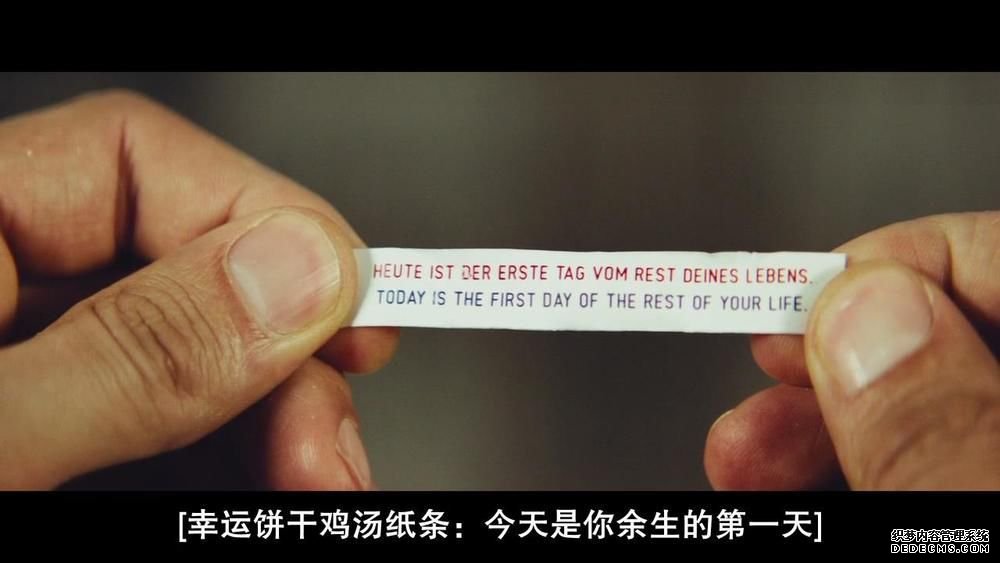 HEUTE IST DER ERSTE TAG VOM REST DEINES LEBENS.
TODAY IS THE FIRST DAY OF THE REST OF YOUR LIFE.
[幸运饼干鸡汤纸条：今天是你余生的第一天]
织梦内容管理系统
DEDECMS.COM